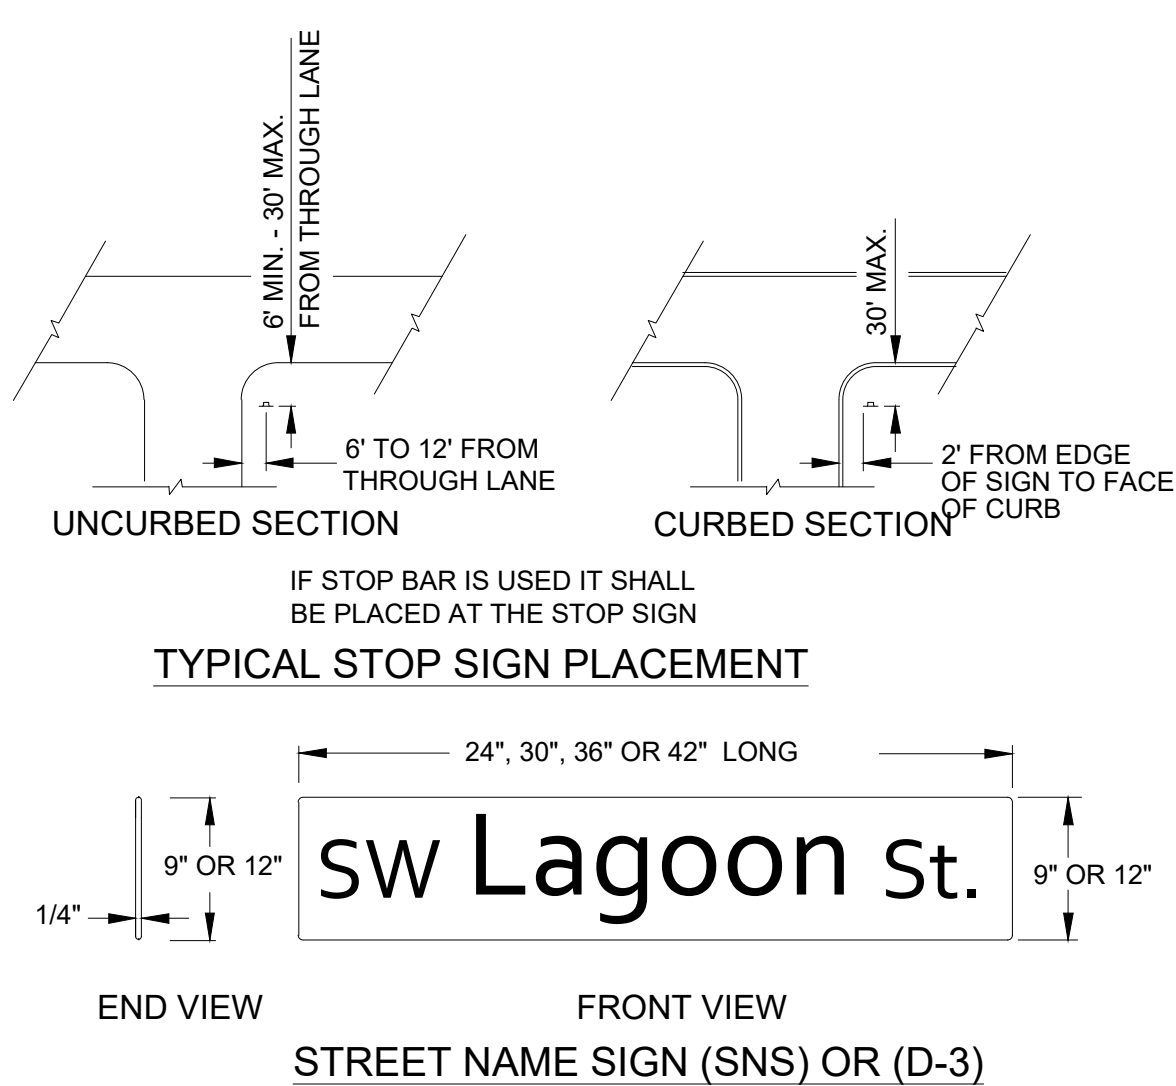 6' MIN. - 30' MAX.
FROM THROUGH LANE
30' MAX.
6' TO 12' FROM
THROUGH LANE
2' FROM EDGE
OF SIGN TO FACE
OF CURB
UNCURBED SECTION
CURBED SECTION
IF STOP BAR IS USED IT SHALL
BE PLACED AT THE STOP SIGN
TYPICAL STOP SIGN PLACEMENT
24", 30", 36" OR 42" LONG
9" OR 12"
SW Lagoon St.
9" OR 12"
1/4"
END VIEW
FRONT VIEW
STREET NAME SIGN (SNS) OR (D-3)